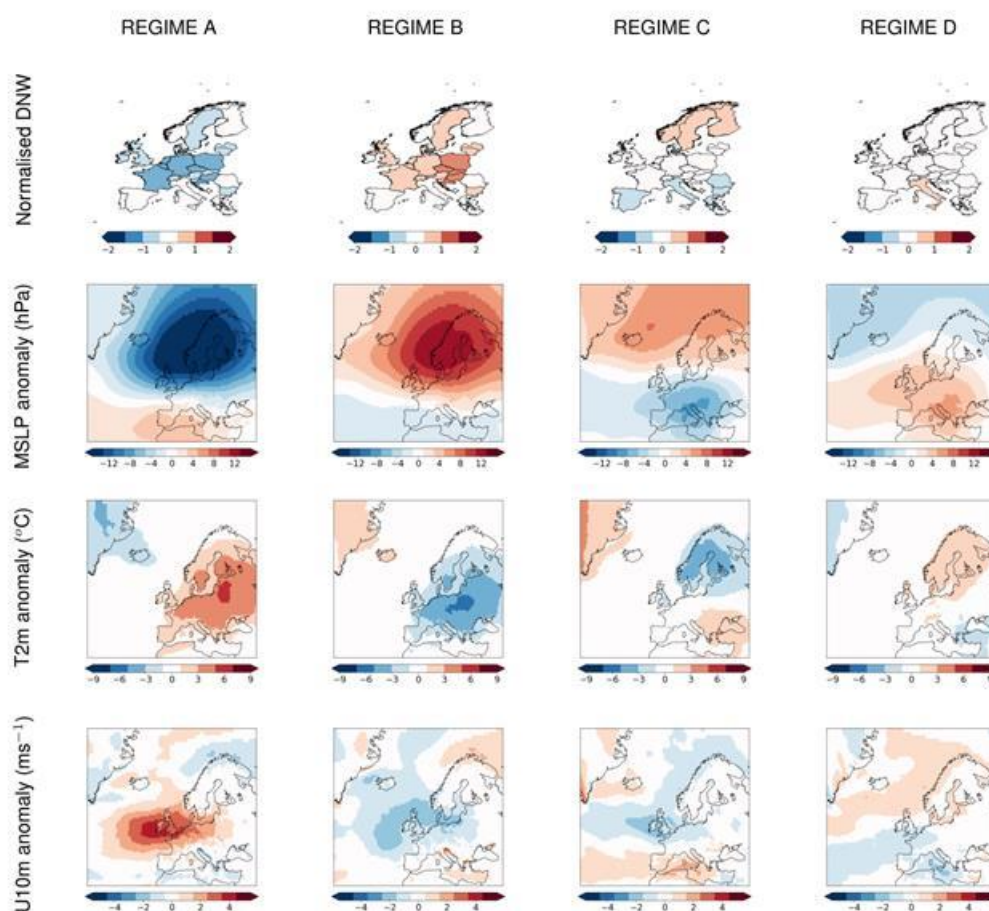 REGIME A REGIME B REGIME C REGIME D
Normalised DNW
−2 −1 0 1 2 −2 −1 0 1 2 −2 −1 0 1 2 −2 −1 0 1 2
MSLP anomaly (hPa)
−12 −8 −4 0 4 8 12 −12 −8 −4 0 4 8 12 −12 −8 −4 0 4 8 12 −12 −8 −4 0 4 8 12
T2m anomaly (°C)
−9 −6 −3 0 3 6 9 −9 −6 −3 0 3 6 9 −9 −6 −3 0 3 6 9 −9 −6 −3 0 3 6 9
U10m anomaly (ms⁻¹)
−4 −2 0 2 4 −4 −2 0 2 4 −4 −2 0 2 4 −4 −2 0 2 4